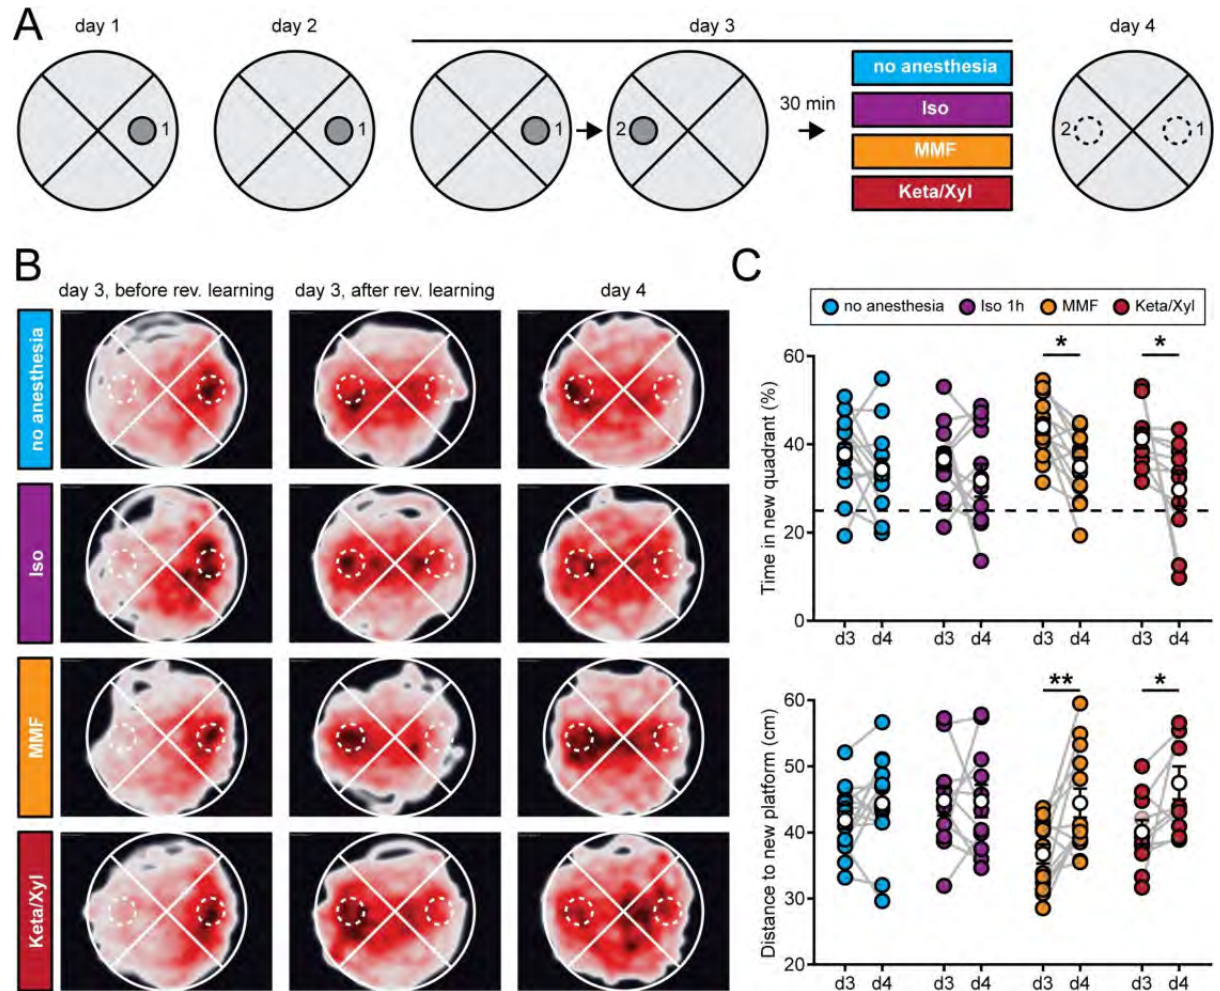 A
day 1
day 2
day 3
day 4
1
1
1
2
30 min
no anesthesia
Iso
MMF
Keta/Xyl
2
1
B
day 3, before rev. learning
day 3, after rev. learning
day 4
no anesthesia
Iso
MMF
Keta/Xyl
C
no anesthesia
Iso 1h
MMF
Keta/Xyl
Time in new quadrant (%)
60
40
20
0
*
*
d3 d4 d3 d4 d3 d4 d3 d4
Distance to new platform (cm)
60
50
40
30
20
**
*
d3 d4 d3 d4 d3 d4 d3 d4